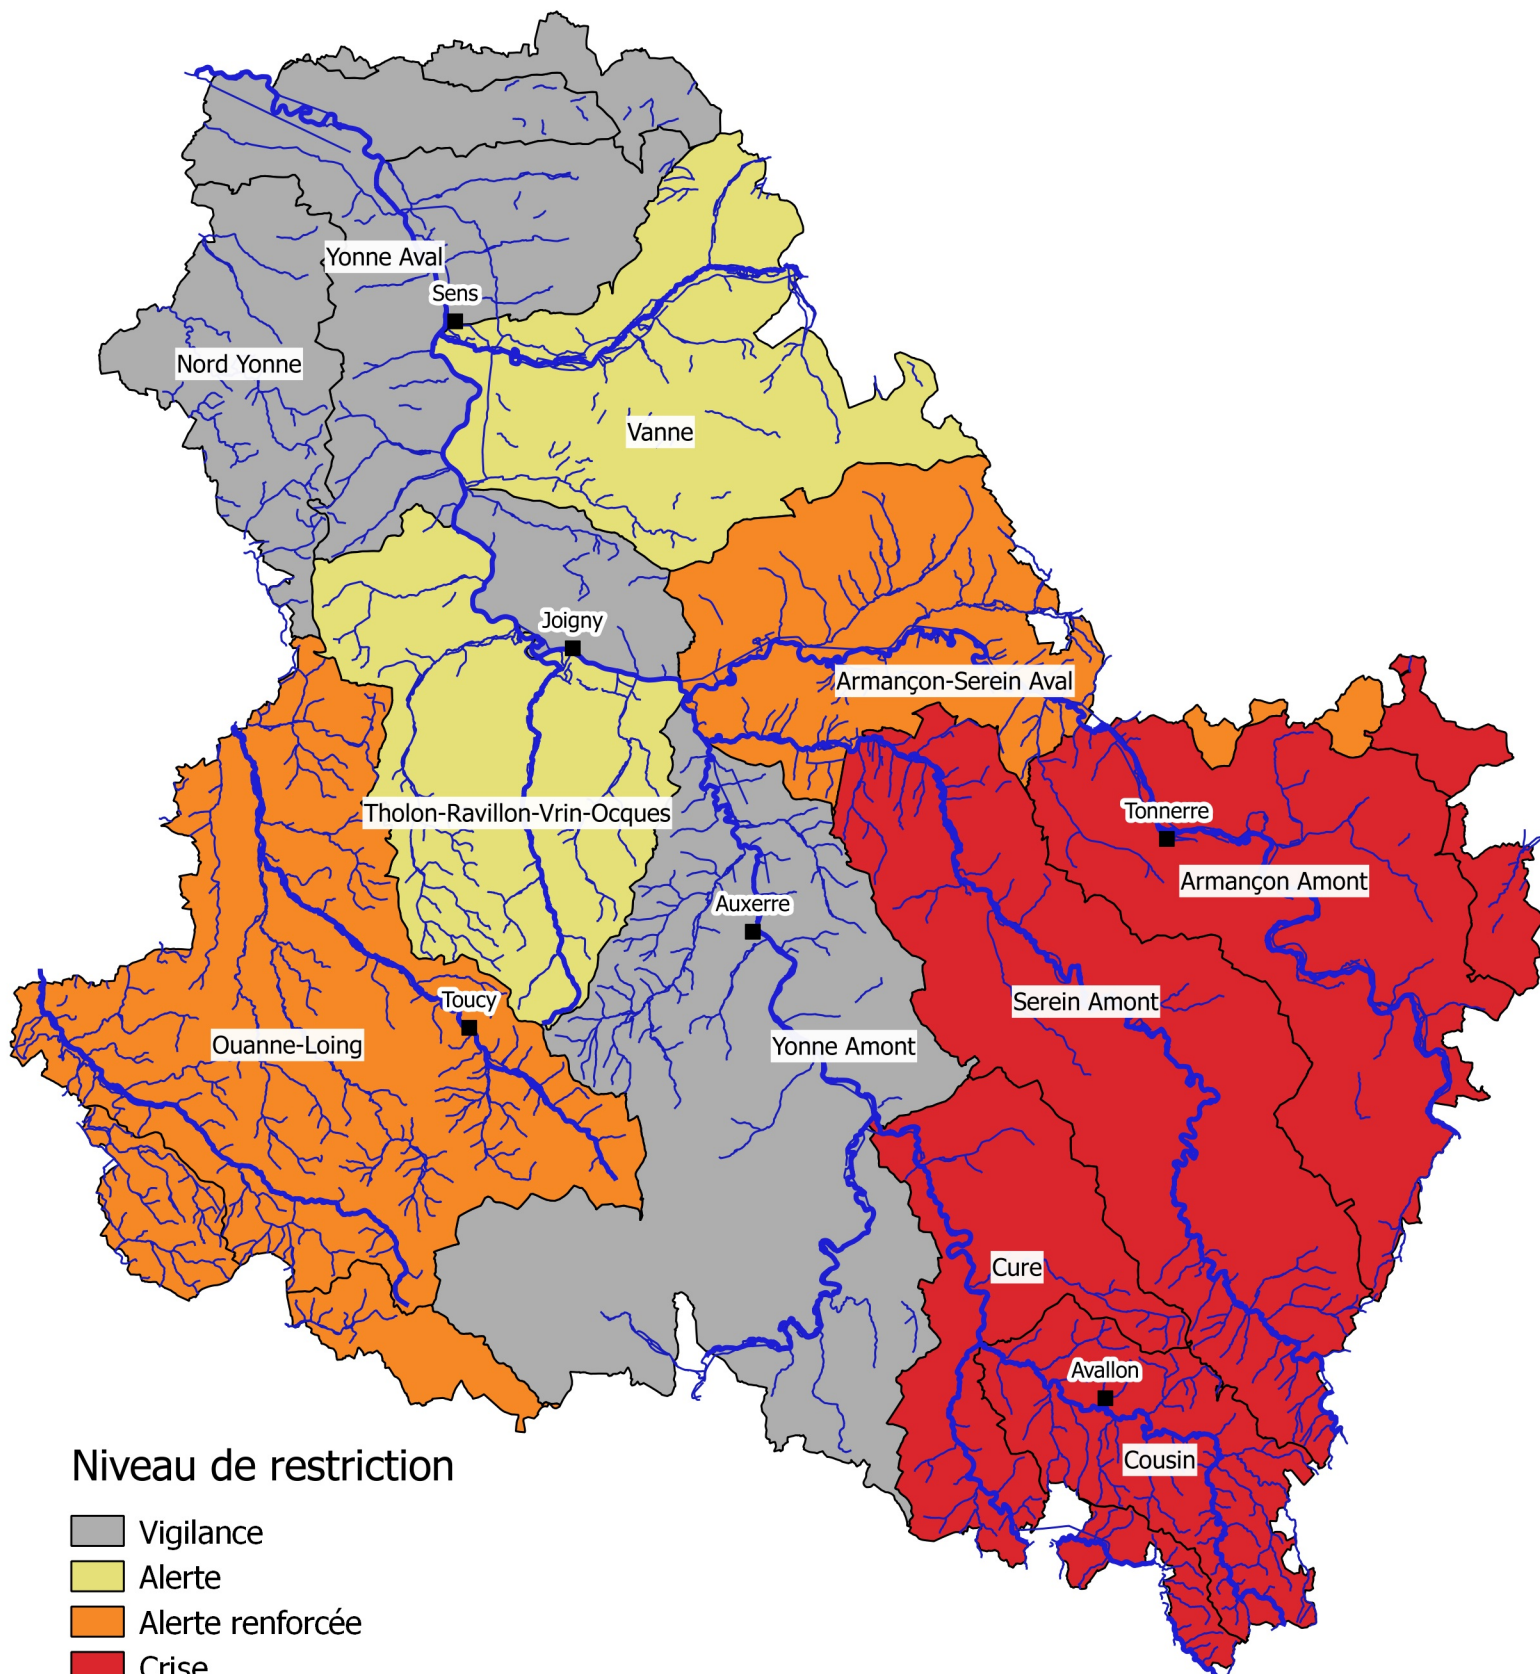 Yonne Aval
Sens
Nord Yonne
Vanne
Joigny
Armançon-Serein Aval
Tholon-Ravillon-Vrin-Ocques
Tonnerre
Armançon Amont
Auxerre
Toucy
Serein Amont
Ouanne-Loing
Yonne Amont
Cure
Avallon
Cousin
Niveau de restriction
Vigilance
Alerte
Alerte renforcée
Crise